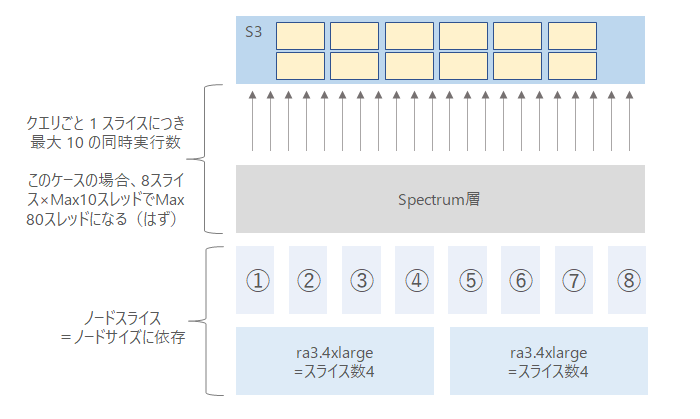 S3
クエリごと 1 スライスにつき
最大 10 の同時実行数
このケースの場合、8スライ
ス×Max10スレッドでMax
80スレッドになる（はず）
Spectrum層
① ② ③ ④ ⑤ ⑥ ⑦ ⑧
ノードスライス
＝ノードサイズに依存
ra3.4xlarge
=スライス数4
ra3.4xlarge
=スライス数4